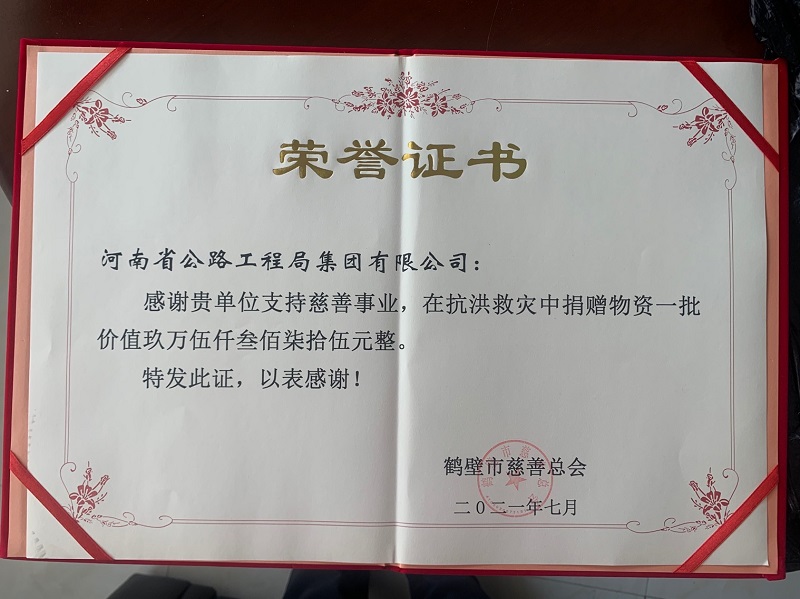 荣誉证书
河南省公路工程局集团有限公司：
感谢贵单位支持慈善事业，在抗洪救灾中捐赠物资一批
价值玖万伍仟叁佰柒拾伍元整。
特发此证，以表感谢！
鹤壁市慈善总会
二〇二一年七月